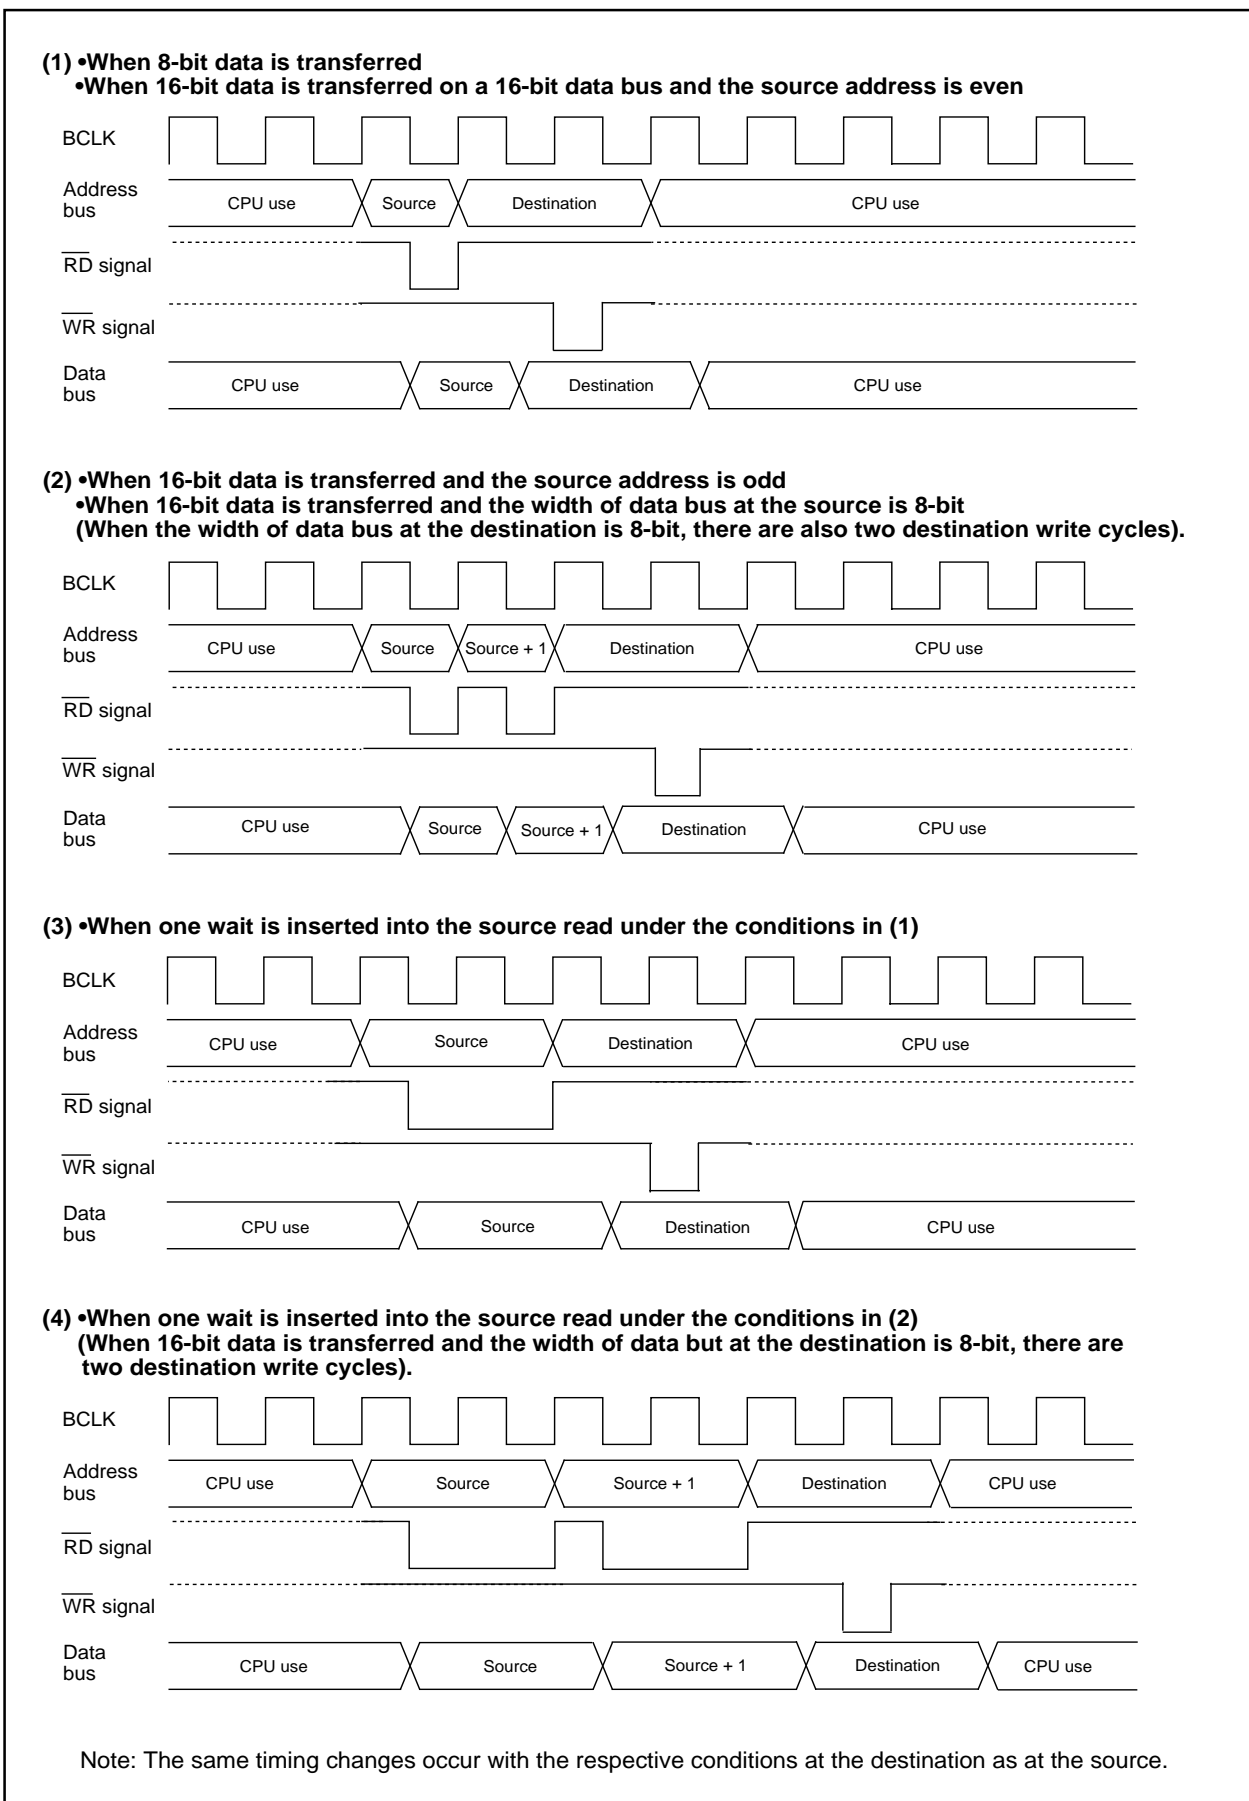 (1) •When 8-bit data is transferred
•When 16-bit data is transferred on a 16-bit data bus and the source address is even
BCLK
Address
bus
CPU use Source Destination CPU use
RD signal
WR signal
Data
bus
CPU use Source Destination CPU use
(2) •When 16-bit data is transferred and the source address is odd
•When 16-bit data is transferred and the width of data bus at the source is 8-bit
(When the width of data bus at the destination is 8-bit, there are also two destination write cycles).
BCLK
Address
bus
CPU use Source Source + 1 Destination CPU use
RD signal
WR signal
Data
bus
CPU use Source Source + 1 Destination CPU use
(3) •When one wait is inserted into the source read under the conditions in (1)
BCLK
Address
bus
CPU use Source Destination CPU use
RD signal
WR signal
Data
bus
CPU use Source Destination CPU use
(4) •When one wait is inserted into the source read under the conditions in (2)
(When 16-bit data is transferred and the width of data but at the destination is 8-bit, there are
two destination write cycles).
BCLK
Address
bus
CPU use Source Source + 1 Destination CPU use
RD signal
WR signal
Data
bus
CPU use Source Source + 1 Destination CPU use
Note: The same timing changes occur with the respective conditions at the destination as at the source.